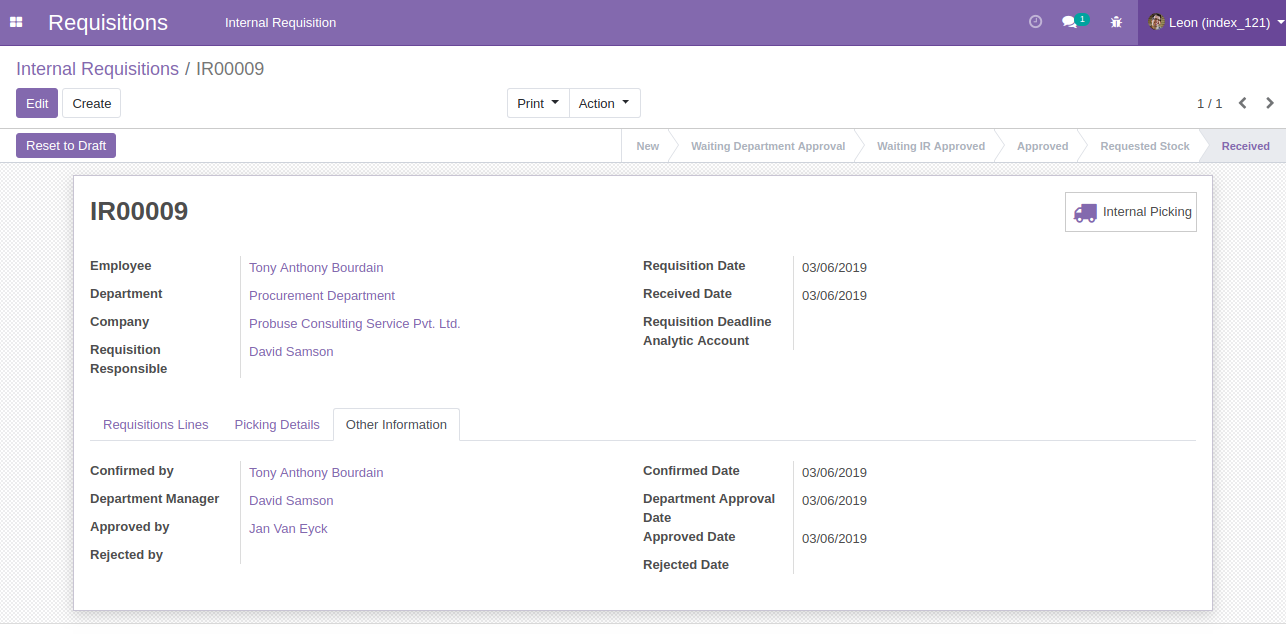 Requisitions Internal Requisition 1 Leon (index_121)
Internal Requisitions / IR00009
Edit Create Print Action 1 / 1
Reset to Draft New Waiting Department Approval Waiting IR Approved Approved Requested Stock Received
IR00009 Internal Picking
Employee Tony Anthony Bourdain Requisition Date 03/06/2019
Department Procurement Department Received Date 03/06/2019
Company Probuse Consulting Service Pvt. Ltd. Requisition Deadline
Analytic Account
Requisition David Samson
Responsible
Requisitions Lines Picking Details Other Information
Confirmed by Tony Anthony Bourdain Confirmed Date 03/06/2019
Department Manager David Samson Department Approval 03/06/2019
Date
Approved by Jan Van Eyck Approved Date 03/06/2019
Rejected by Rejected Date